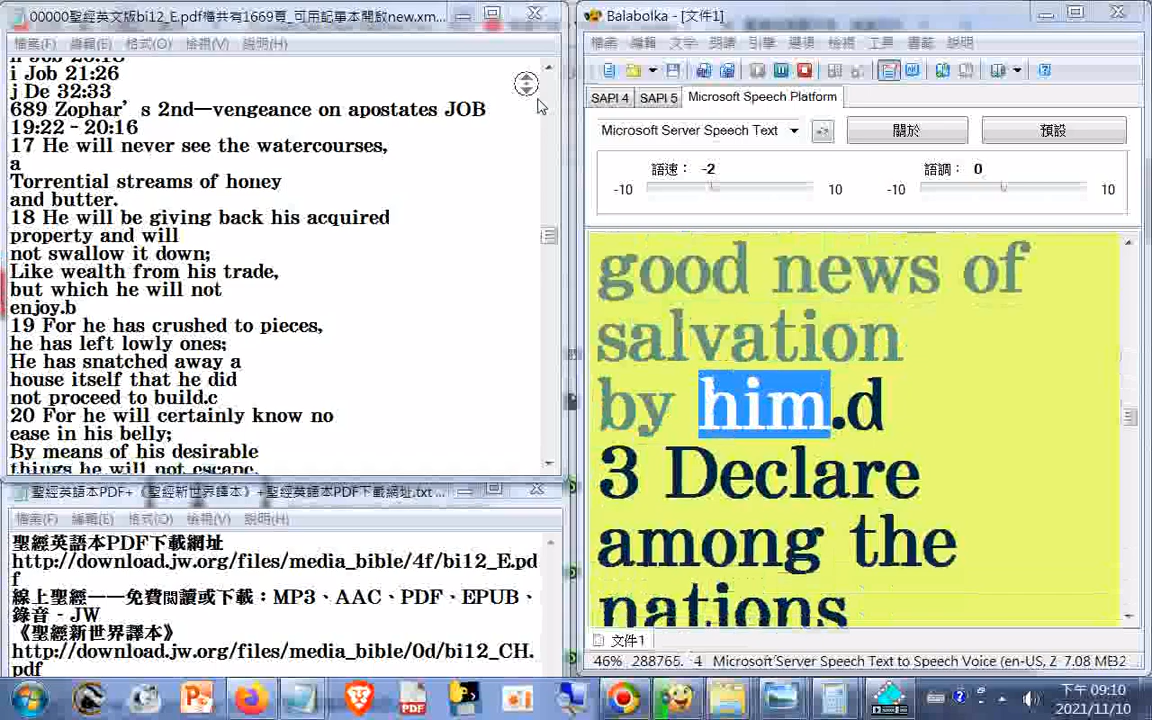 00000聖經英文版bi12_E.pdf檔共有1669頁_可用記事本開啟new.xm...
檔案(F) 編輯(E) 格式(O) 檢視(V) 說明(H)
i Job 21:26
j De 32:33
689 Zophar’s 2nd—vengeance on apostates JOB
19:22–20:16
17 He will never see the watercourses,
a
Torrential streams of honey
and butter.
18 He will be giving back his acquired
property and will
not swallow it down;
Like wealth from his trade,
but which he will not
enjoy.b
19 For he has crushed to pieces,
he has left lowly ones;
He has snatched away a
house itself that he did
not proceed to build.c
20 For he will certainly know no
ease in his belly;
By means of his desirable
things he will not escape.
聖經英語本PDF+《聖經新世界譯本》+聖經英語本PDF下載網址.txt ...
檔案(F) 編輯(E) 格式(O) 檢視(V) 說明(H)
聖經英語本PDF下載網址
http://download.jw.org/files/media_bible/4f/bi12_E.pd
f
線上聖經——免費閱讀或下載：MP3、AAC、PDF、EPUB、
錄音 - JW
《聖經新世界譯本》
http://download.jw.org/files/media_bible/0d/bi12_CH.
pdf
Balabolka - [文件1]
檔案 編輯 文字 朗讀 引擎 選項 檢視 工具 書籤 說明
SAPI 4 SAPI 5 Microsoft Speech Platform
Microsoft Server Speech Text 關於 預設
語速： -2 語調： 0
-10 10 -10 10
good news of
salvation
by him.d
3 Declare
among the
nations
文件1
46% 288765. 4 Microsoft Server Speech Text to Speech Voice (en-US, Z 7.08 MB2
下午 09:10
2021/11/10